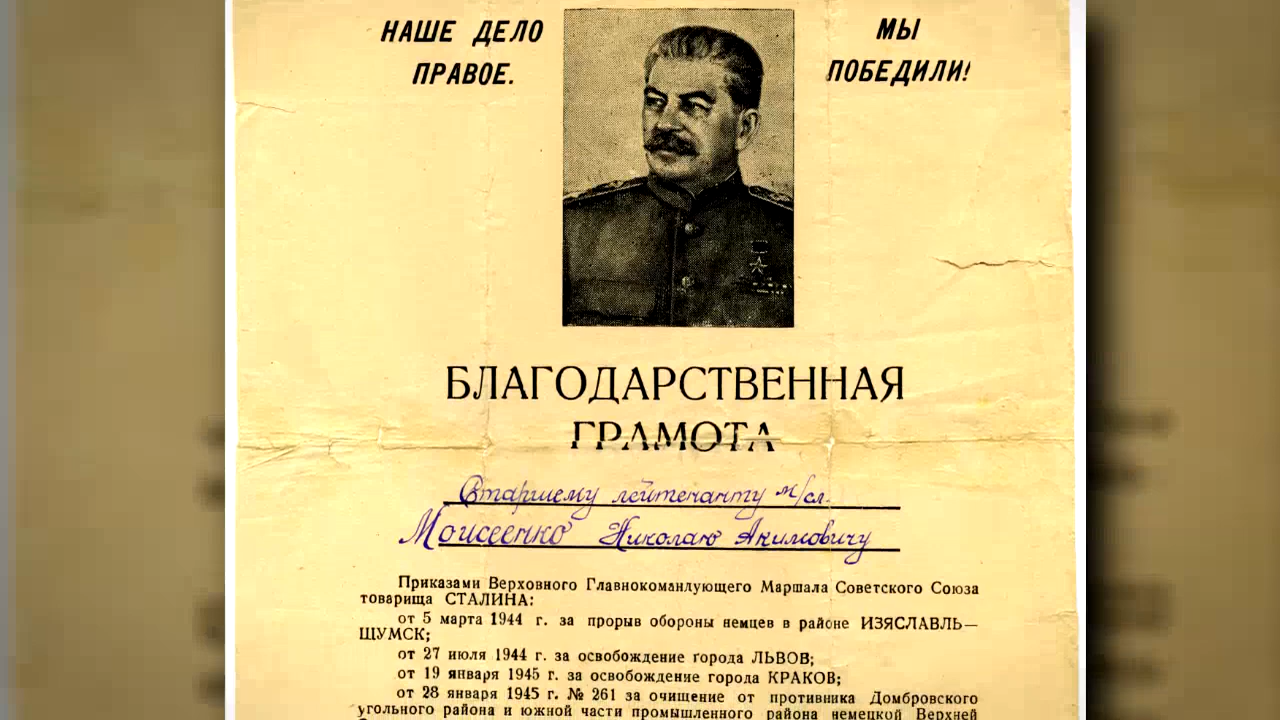 НАШЕ ДЕЛО
ПРАВОЕ.
МЫ
ПОБЕДИЛИ!
БЛАГОДАРСТВЕННАЯ
ГРАМОТА
Старшему лейтенанту м/сл.
Моисеенко Николаю Акимовичу
Приказами Верховного Главнокомандующего Маршала Советского Союза
товарища СТАЛИНА:
от 5 марта 1944 г. за прорыв обороны немцев в районе ИЗЯСЛАВЛЬ—
ШУМСК;
от 27 июля 1944 г. за освобождение города ЛЬВОВ;
от 19 января 1945 г. за освобождение города КРАКОВ;
от 28 января 1945 г. № 261 за очищение от противника Домбровского
угольного района и южной части промышленного района немецкой Верхней